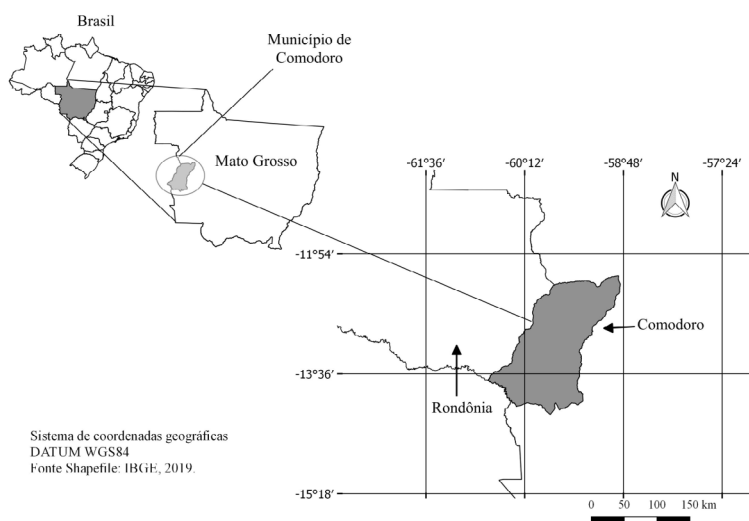 Brasil
Município de
Comodoro
Mato Grosso
-61°36'
-60°12'
-58°48'
-57°24'
N
-11°54'
Comodoro
-13°36'
Rondônia
Sistema de coordenadas geográficas
DATUM WGS84
Fonte Shapefile: IBGE, 2019.
-15°18'
0 50 100 150 km